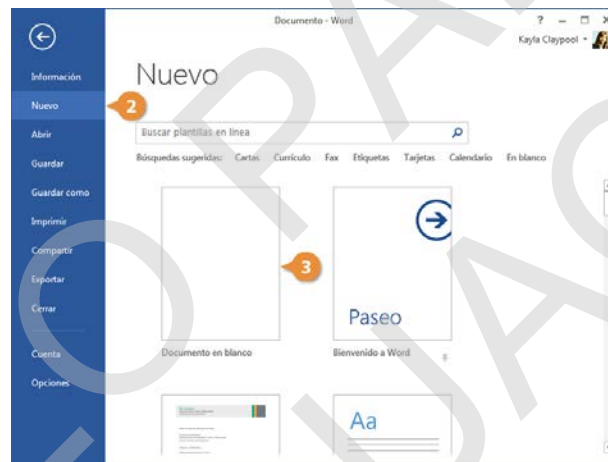 Documento - Word
Kayla Claypool
Información
Nuevo
Abrir
Guardar
Guardar como
Imprimir
Compartir
Exportar
Cerrar
Cuenta
Opciones
Nuevo
2
Buscar plantillas en línea
Búsquedas sugeridas: Cartas Currículo Fax Etiquetas Tarjetas Calendario En blanco
3
Paseo
Documento en blanco
Bienvenido a Word
Aa